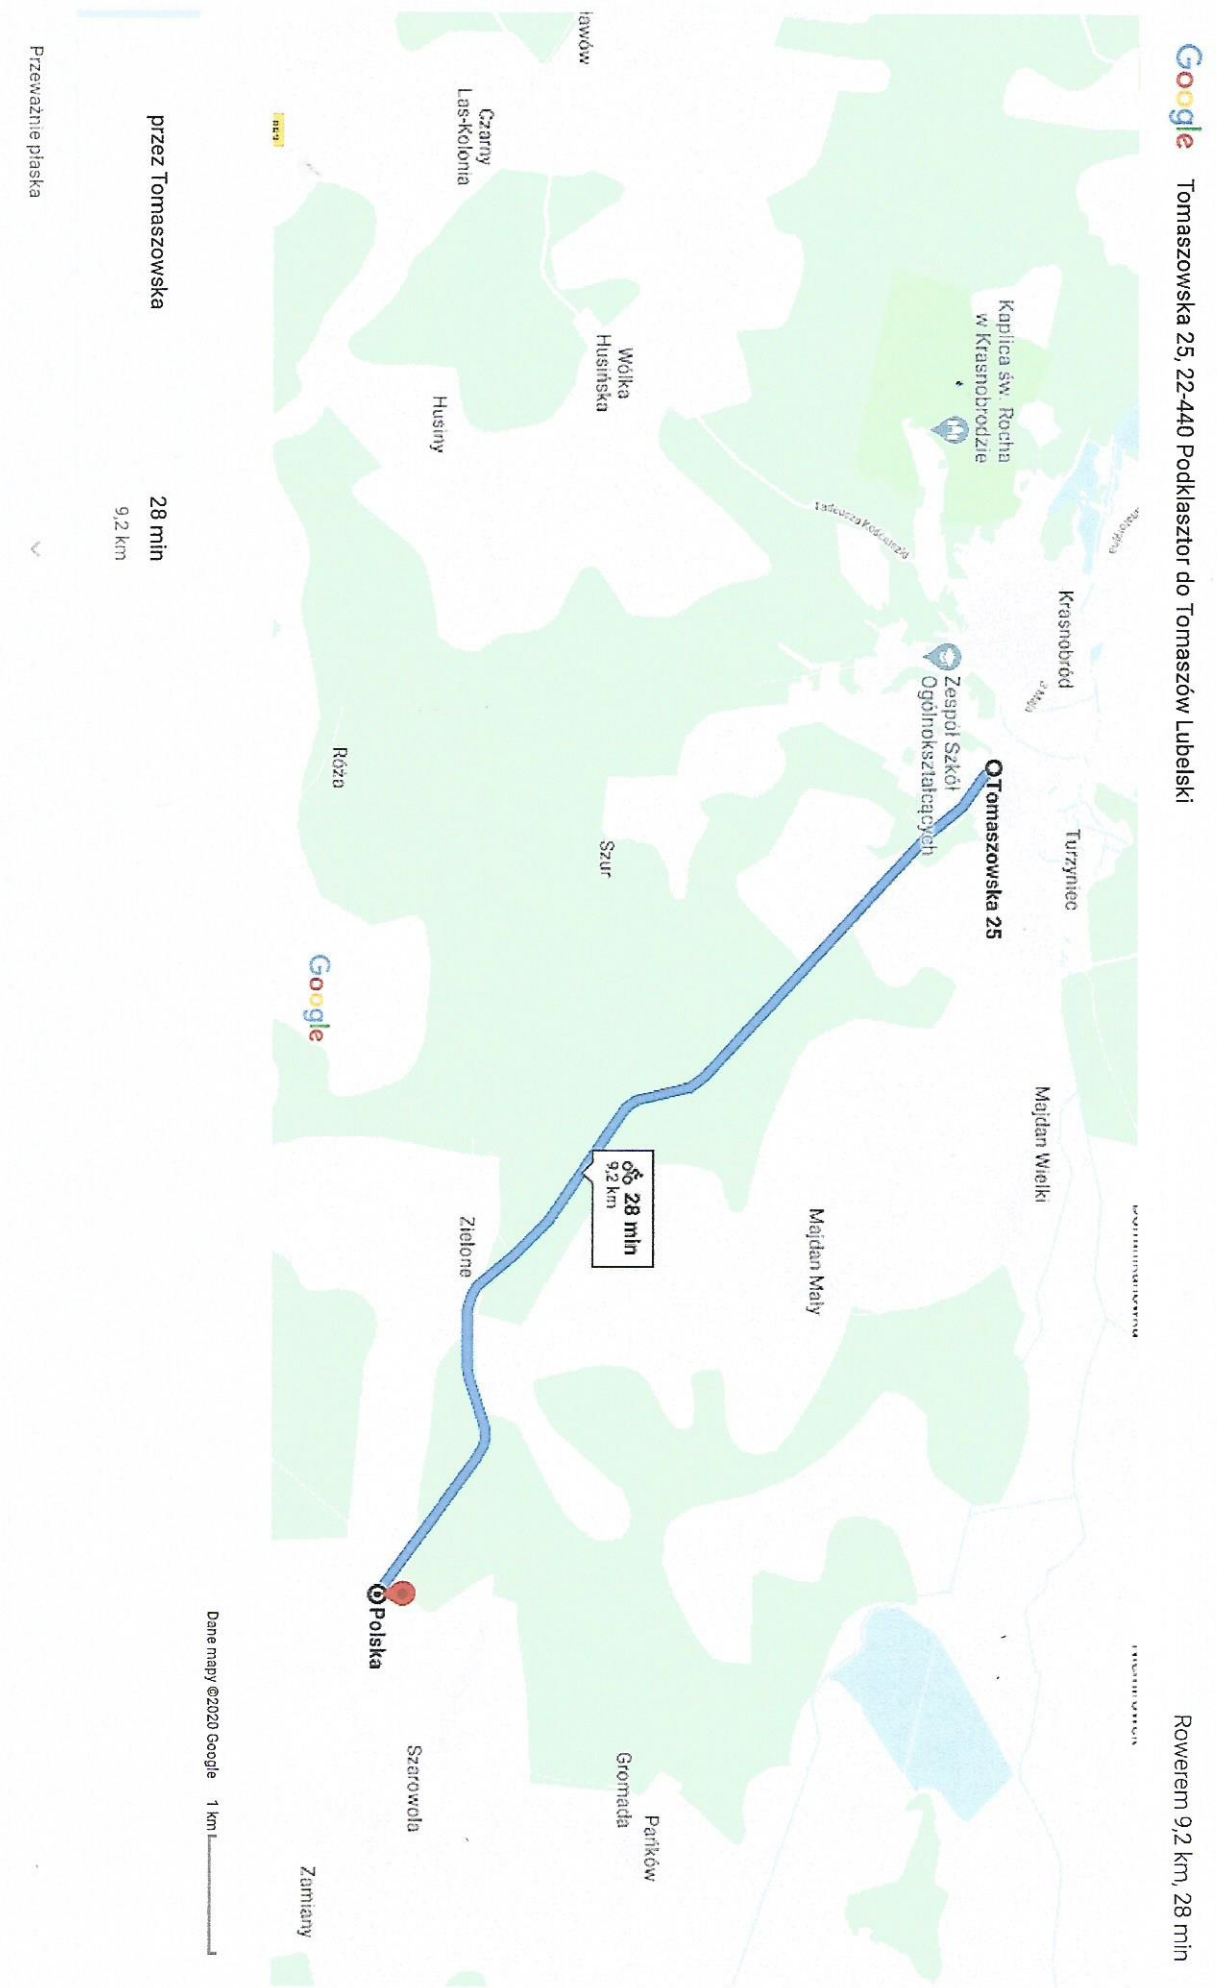 Google Tomaszowska 25, 22-440 Podklasztor do Tomaszów Lubelski
Rowerem 9,2 km, 28 min
Kaplica św. Rocha
w Krasnobrodzie
Krasnobród
Turzyniec
Majdan Wielki
Tadeusza Kościuszki
Zespół Szkół
Ogólnokształcących
Tomaszowska 25
Majdan Mały
Wólka
Husińska
Szur
28 min
9,2 km
Pańków
Gromada
Czarny
Las-Kolonia
Husiny
Zielone
Szarowola
Róża
Polska
Google
Zamiany
Dane mapy ©2020 Google 1 km
przez Tomaszowska
28 min
9,2 km
Przeważnie płaska